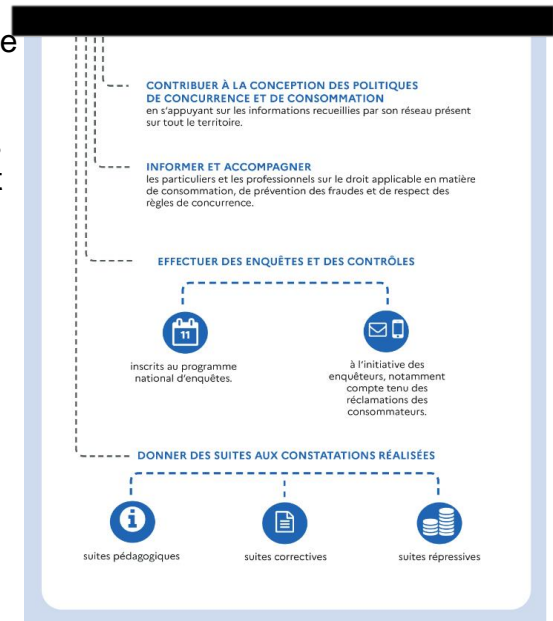 e
t
CONTRIBUER À LA CONCEPTION DES POLITIQUES
DE CONCURRENCE ET DE CONSOMMATION
en s'appuyant sur les informations recueillies par son réseau présent
sur tout le territoire.
INFORMER ET ACCOMPAGNER
les particuliers et les professionnels sur le droit applicable en matière
de consommation, de prévention des fraudes et de respect des
règles de concurrence.
EFFECTUER DES ENQUÊTES ET DES CONTRÔLES
11
inscrits au programme
national d'enquêtes.
à l'initiative des
enquêteurs, notamment
compte tenu des
réclamations des
consommateurs.
DONNER DES SUITES AUX CONSTATATIONS RÉALISÉES
suites pédagogiques
suites correctives
suites répressives